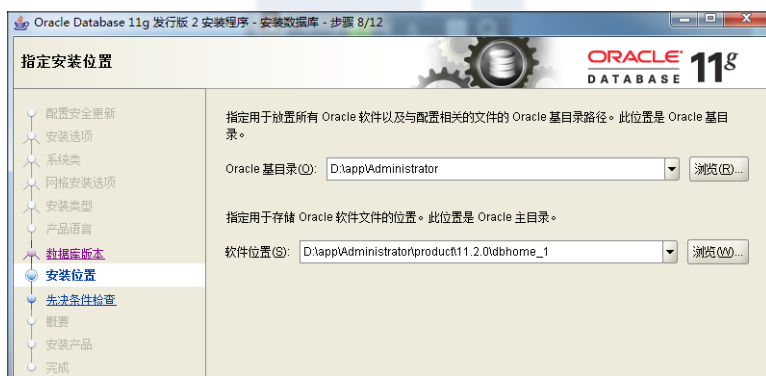 Oracle Database 11g 发行版 2 安装程序 - 安装数据库 - 步骤 8/12
指定安装位置
ORACLE 11g
DATABASE
配置安全更新
安装选项
系统类
网格安装选项
安装类型
产品语言
数据库版本
安装位置
先决条件检查
概要
安装产品
完成
指定用于放置所有 Oracle 软件以及与配置相关的文件的 Oracle 基目录路径。此位置是 Oracle 基目
录。
Oracle 基目录(O): D:\app\Administrator 浏览(R)...
指定用于存储 Oracle 软件文件的位置。此位置是 Oracle 主目录。
软件位置(S): D:\app\Administrator\product\11.2.0\dbhome_1 浏览(W)...